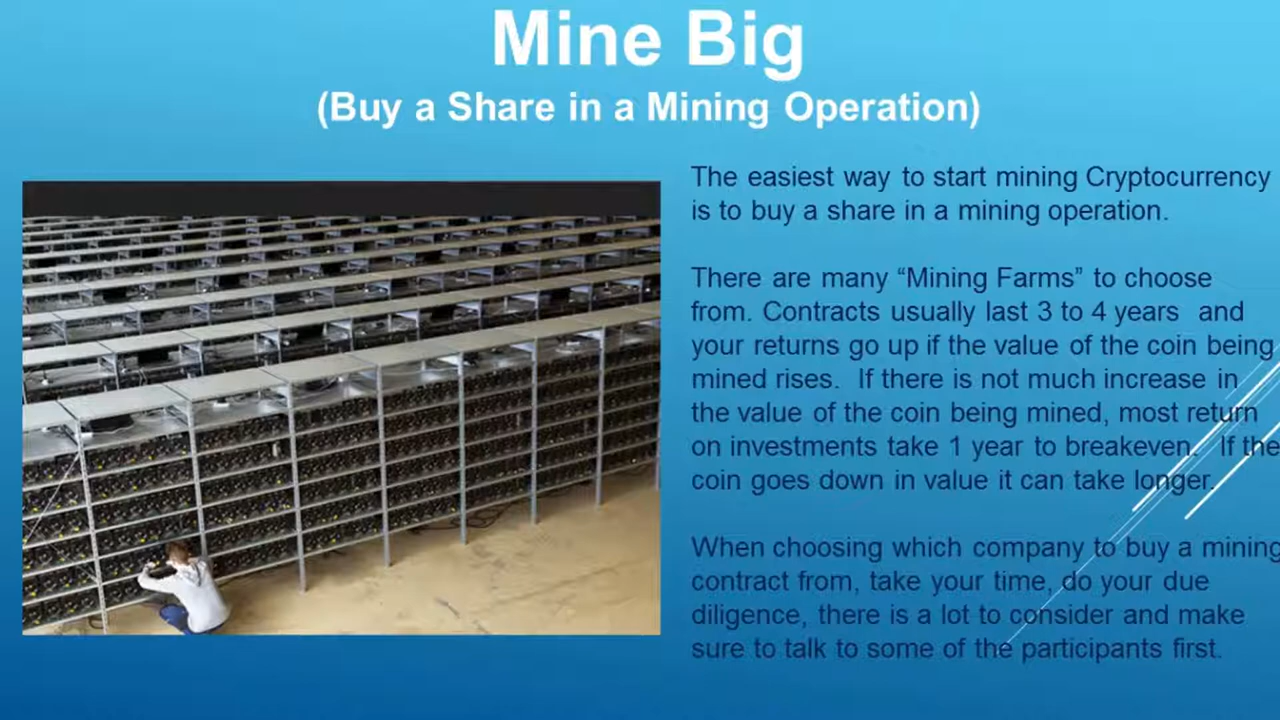 Mine Big
(Buy a Share in a Mining Operation)
The easiest way to start mining Cryptocurrency
is to buy a share in a mining operation.
There are many “Mining Farms” to choose
from. Contracts usually last 3 to 4 years and
your returns go up if the value of the coin being
mined rises. If there is not much increase in
the value of the coin being mined, most return
on investments take 1 year to breakeven. If the
coin goes down in value it can take longer.
When choosing which company to buy a mining
contract from, take your time, do your due
diligence, there is a lot to consider and make
sure to talk to some of the participants first.